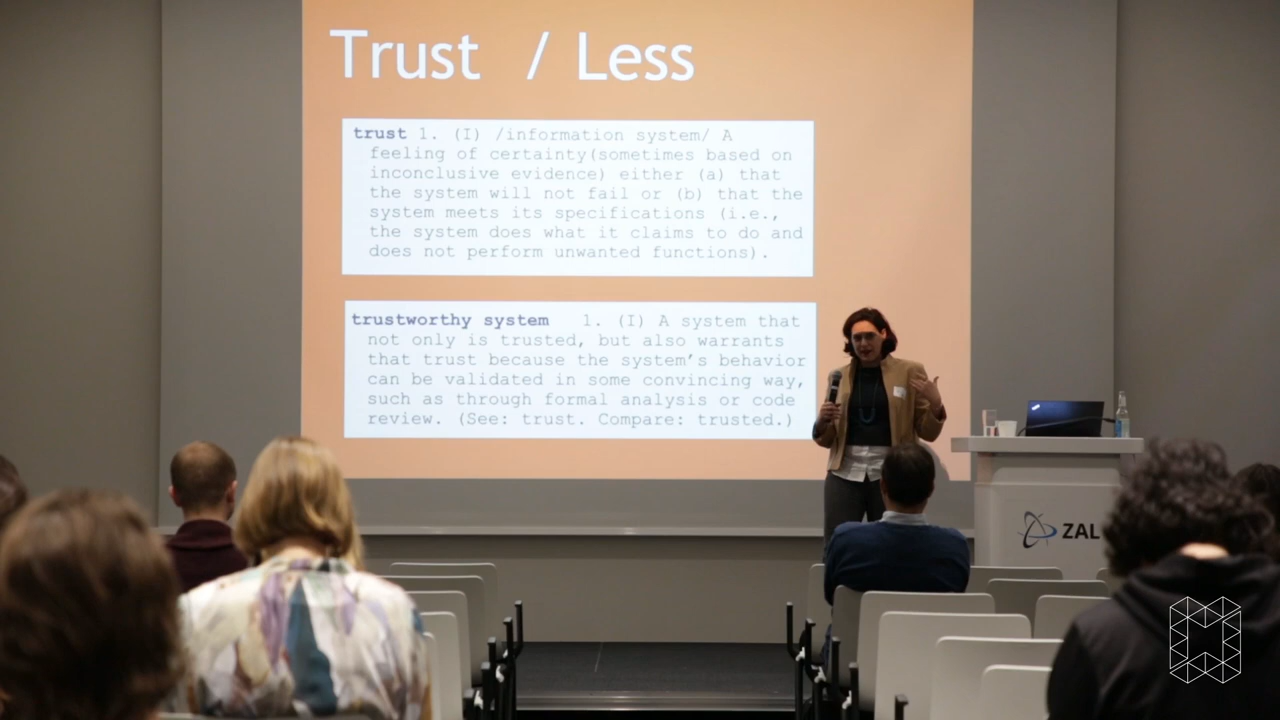 Trust / Less
trust 1. (I) /information system/ A
feeling of certainty(sometimes based on
inconclusive evidence) either (a) that
the system will not fail or (b) that the
system meets its specifications (i.e.,
the system does what it claims to do and
does not perform unwanted functions).
trustworthy system 1. (I) A system that
not only is trusted, but also warrants
that trust because the system's behavior
can be validated in some convincing way,
such as through formal analysis or code
review. (See: trust. Compare: trusted.)
ZAL